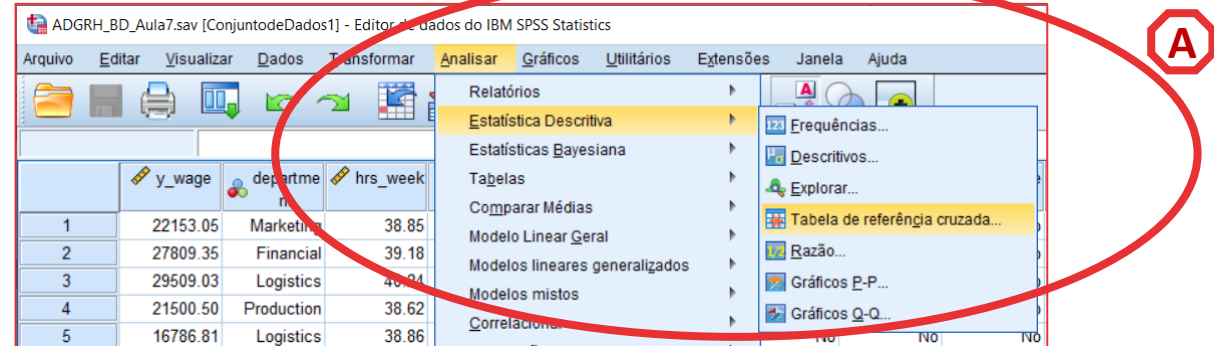 ADGRH_BD_Aula7.sav [ConjuntodeDados1] - Editor de dados do IBM SPSS Statistics
A
Arquivo Editar Visualizar Dados Transformar Analisar Gráficos Utilitários Extensões Janela Ajuda
Relatórios
Estatística Descritiva
Estatísticas Bayesiana
Tabelas
Comparar Médias
Modelo Linear Geral
Modelos lineares generalizados
Modelos mistos
Correlacionar
Frequências...
Descritivos...
Explorar...
Tabela de referência cruzada...
Razão...
Gráficos P-P...
Gráficos Q-Q...
y_wage departme hrs_week
1 22153.05 Marketing 38.85
2 27809.35 Financial 39.18
3 29509.03 Logistics
4 21500.50 Production 38.62
5 16786.81 Logistics 38.86 No No No